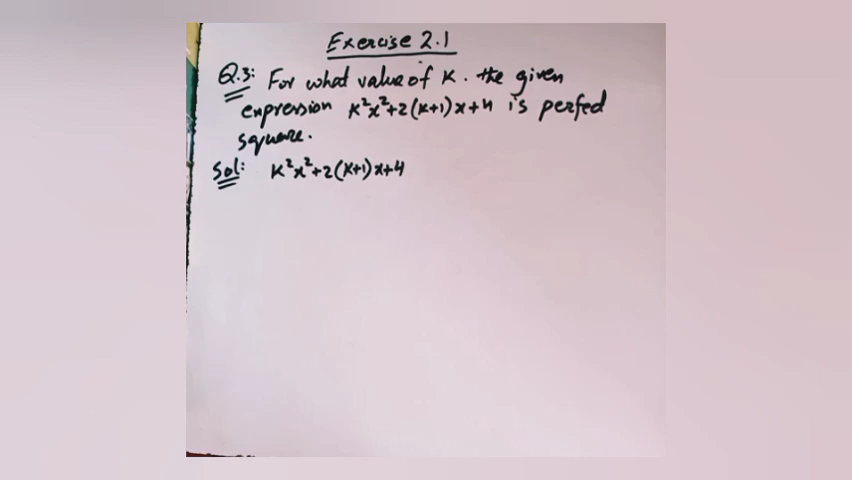 Exercise 2.1
Q.3: For what value of K. the given
expression K²x²+2(K+1)x+4 is perfect
square.
Sol: K²x²+2(K+1)x+4